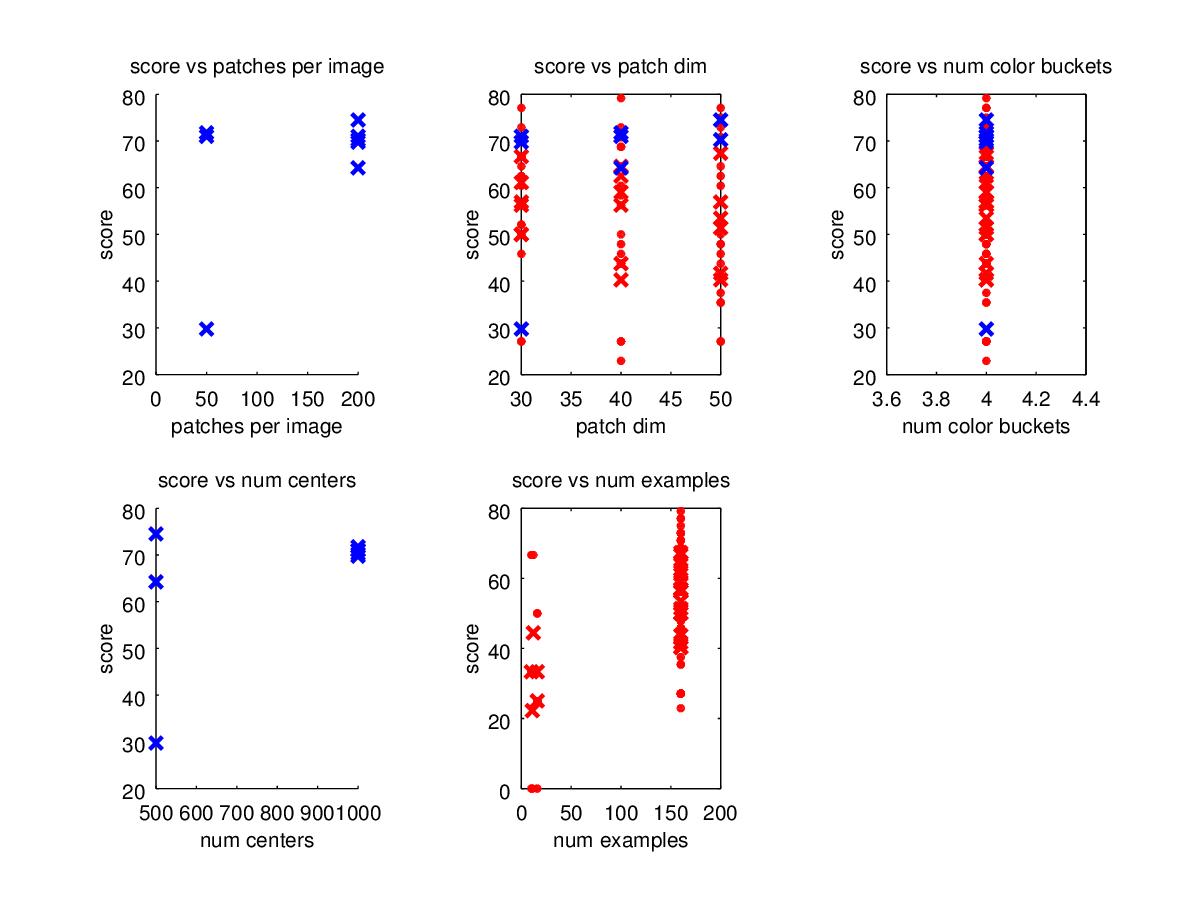 score vs patches per image
80
70
60
50
40
30
20
score
0 50 100 150 200
patches per image
score vs patch dim
80
70
60
50
40
30
20
score
30 35 40 45 50
patch dim
score vs num color buckets
80
70
60
50
40
30
20
score
3.6 3.8 4 4.2 4.4
num color buckets
score vs num centers
80
70
60
50
40
30
20
score
500 600 700 800 900 1000
num centers
score vs num examples
80
60
40
20
0
score
0 50 100 150 200
num examples